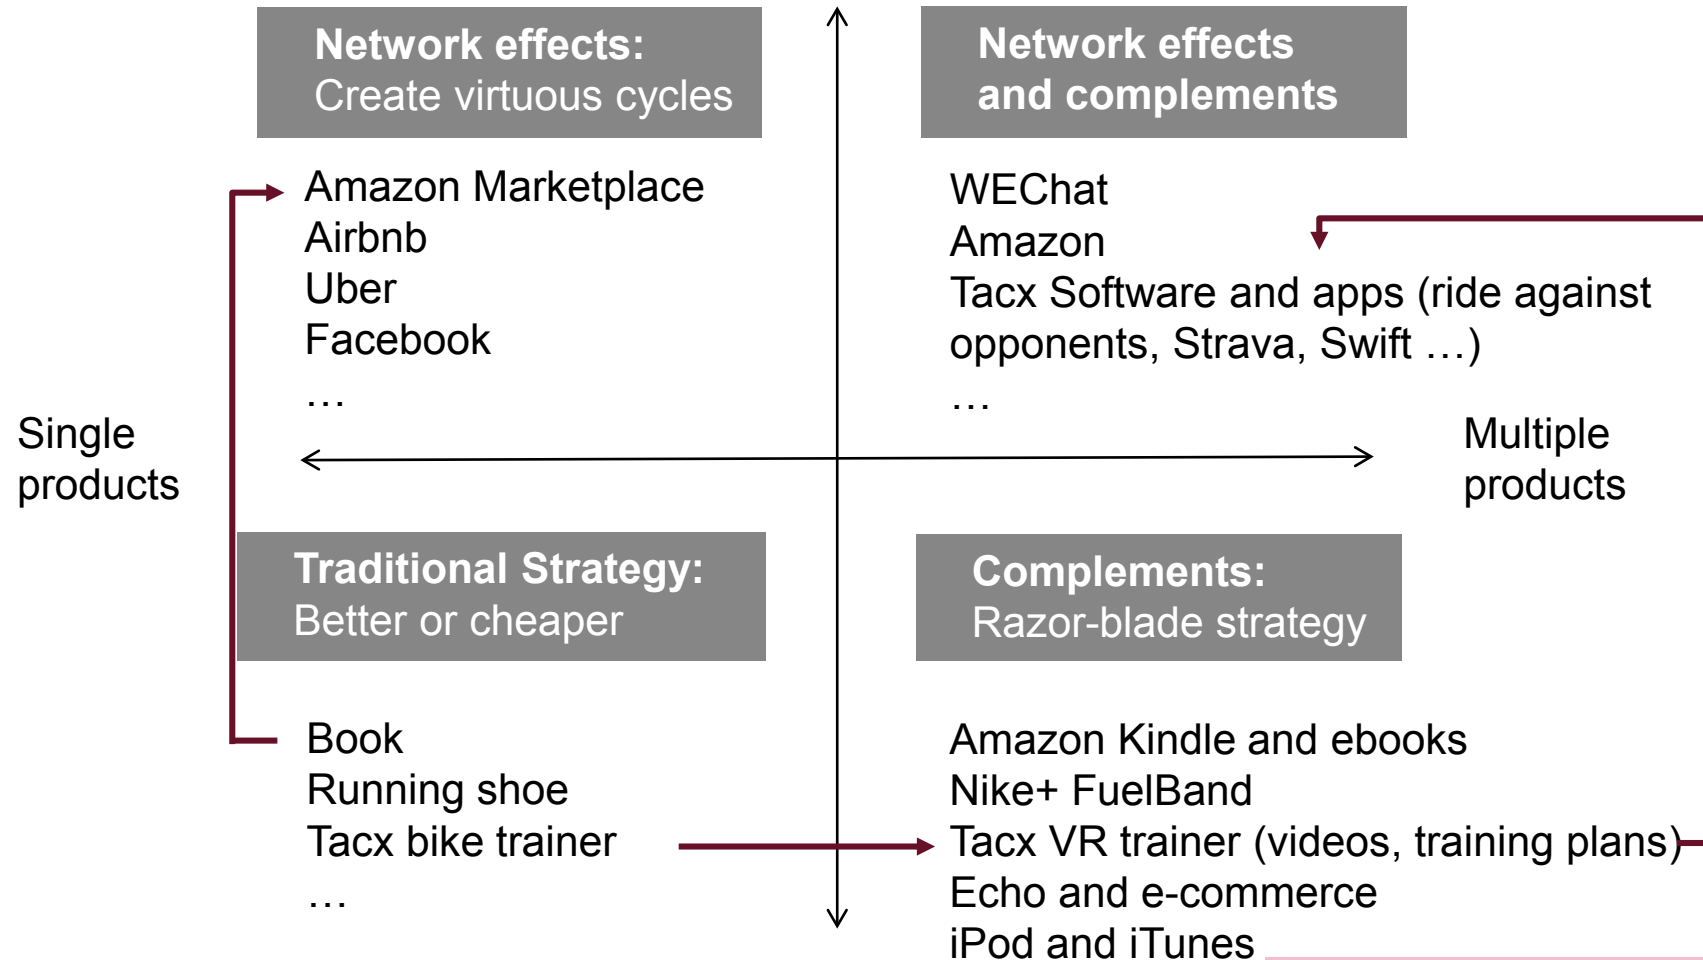 Network effects:
Create virtuous cycles
Amazon Marketplace
Airbnb
Uber
Facebook
…
Network effects
and complements
WEChat
Amazon
Tacx Software and apps (ride against
opponents, Strava, Swift …)
…
Single
products
Multiple
products
Traditional Strategy:
Better or cheaper
Book
Running shoe
Tacx bike trainer
…
Complements:
Razor-blade strategy
Amazon Kindle and ebooks
Nike+ FuelBand
Tacx VR trainer (videos, training plans)
Echo and e-commerce
iPod and iTunes